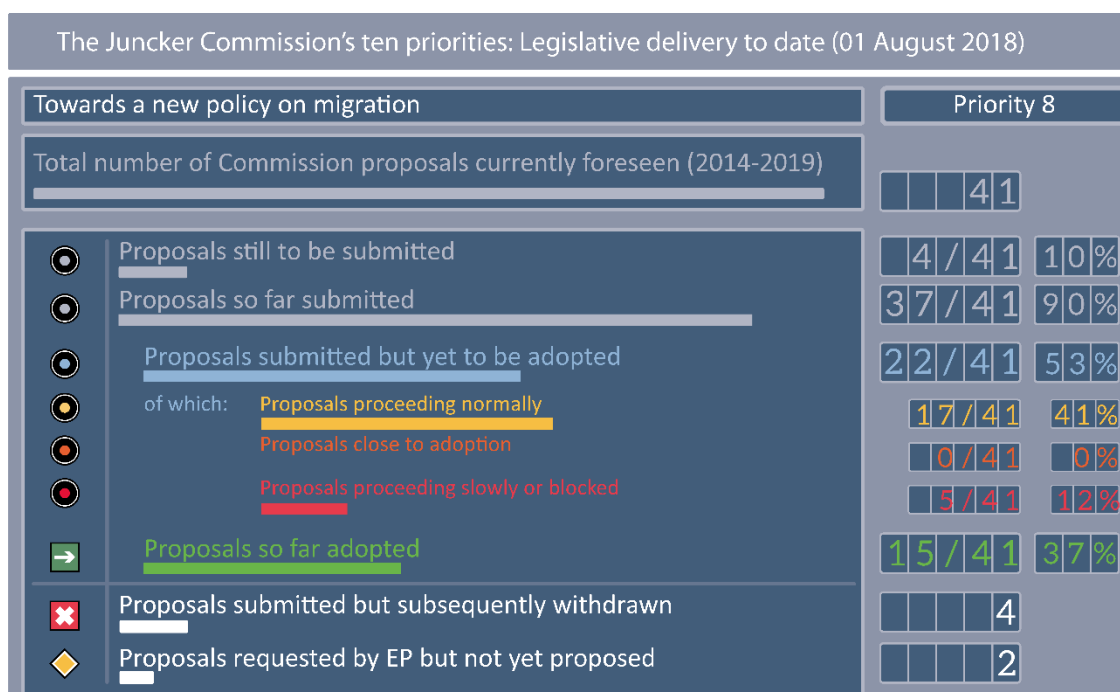 The Juncker Commission's ten priorities: Legislative delivery to date (01 August 2018)
Towards a new policy on migration Priority 8
Total number of Commission proposals currently foreseen (2014-2019) 41
Proposals still to be submitted 4/41 10%
Proposals so far submitted 37/41 90%
Proposals submitted but yet to be adopted 22/41 53%
of which: Proposals proceeding normally 17/41 41%
Proposals close to adoption 0/41 0%
Proposals proceeding slowly or blocked 5/41 12%
Proposals so far adopted 15/41 37%
Proposals submitted but subsequently withdrawn 4
Proposals requested by EP but not yet proposed 2